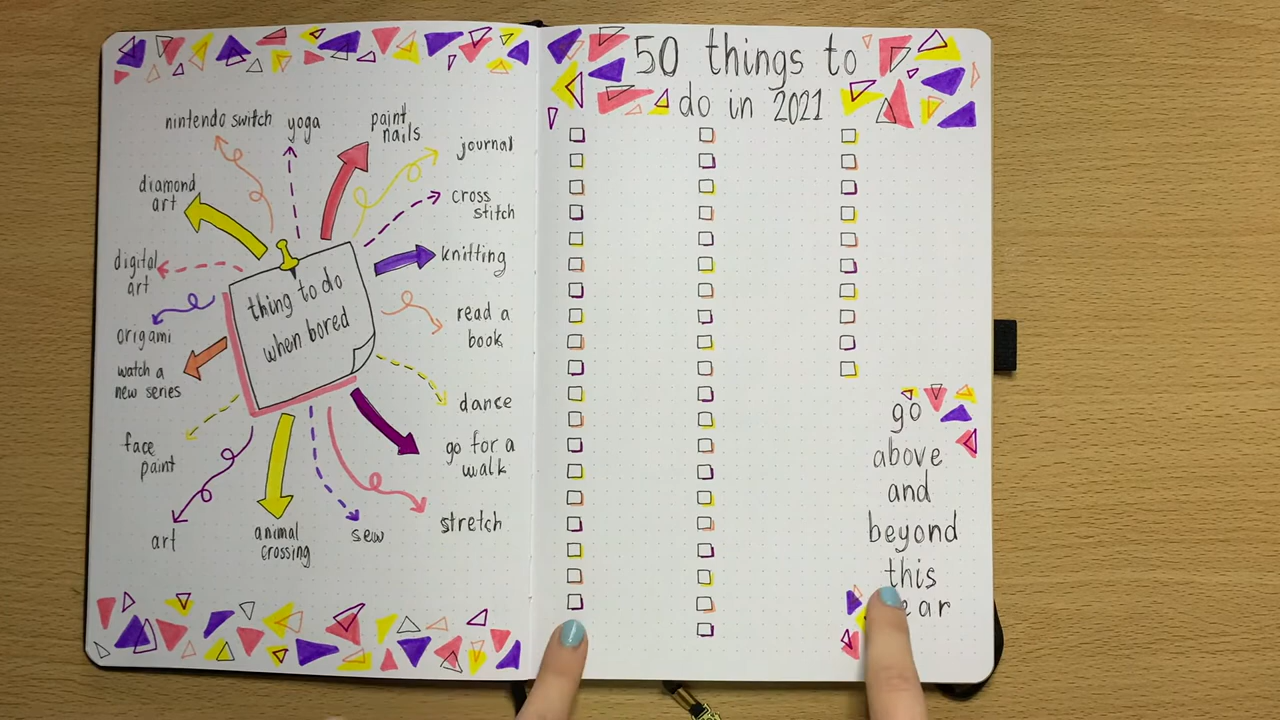 nintendo switch
yoga
paint
nails
journal
diamond
art
cross
stitch
digital
art
knitting
thing to do
when bored
origami
read a
book
watch a
new series
dance
face
paint
go for a
walk
art
animal
crossing
sew
stretch
50 things to
do in 2021
go
above
and
beyond
this
ear